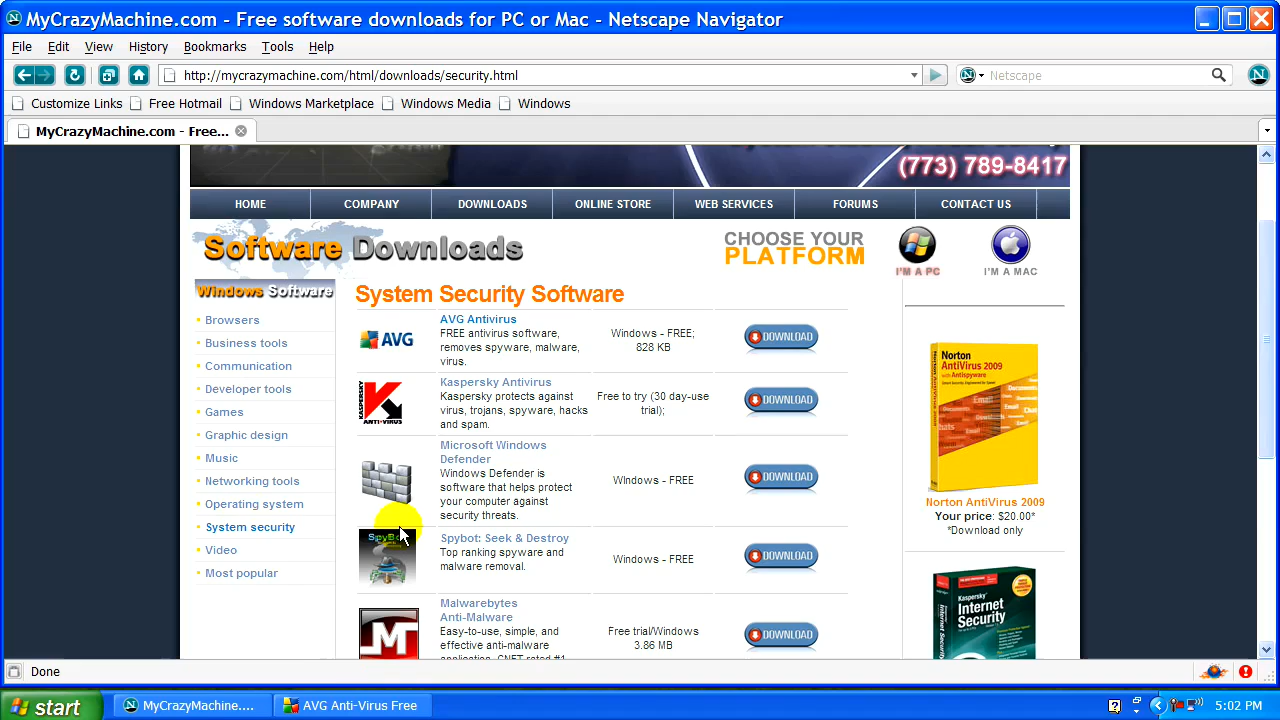 MyCrazyMachine.com - Free software downloads for PC or Mac - Netscape Navigator
File Edit View History Bookmarks Tools Help
http://mycrazymachine.com/html/downloads/security.html
Netscape
Customize Links Free Hotmail Windows Marketplace Windows Media Windows
MyCrazyMachine.com - Free...
(773) 789-8417
HOME COMPANY DOWNLOADS ONLINE STORE WEB SERVICES FORUMS CONTACT US
Software Downloads
CHOOSE YOUR
PLATFORM
I'M A PC I'M A MAC
Windows Software
Browsers
Business tools
Communication
Developer tools
Games
Graphic design
Music
Networking tools
Operating system
System security
Video
Most popular
System Security Software
AVG
AVG Antivirus
FREE antivirus software,
removes spyware, malware,
virus.
Windows - FREE;
828 KB
DOWNLOAD
KASPERSKY
ANTI-VIRUS
Kaspersky Antivirus
Kaspersky protects against
virus, trojans, spyware, hacks
and spam.
Free to try (30 day-use
trial);
DOWNLOAD
Microsoft Windows
Defender
Windows Defender is
software that helps protect
your computer against
security threats.
WIndows - FREE
DOWNLOAD
Spybot: Seek & Destroy
Top ranking spyware and
malware removal.
Windows - FREE
DOWNLOAD
Malwarebytes
Anti-Malware
Easy-to-use, simple, and
effective anti-malware
application. CNET rated #1
Free trial/Windows
3.86 MB
DOWNLOAD
Norton
AntiVirus 2009
with Antispyware
Norton AntiVirus 2009
Your price: $20.00*
*Download only
Kaspersky
Internet
Security
Done
start
MyCrazyMachine....
AVG Anti-Virus Free
5:02 PM